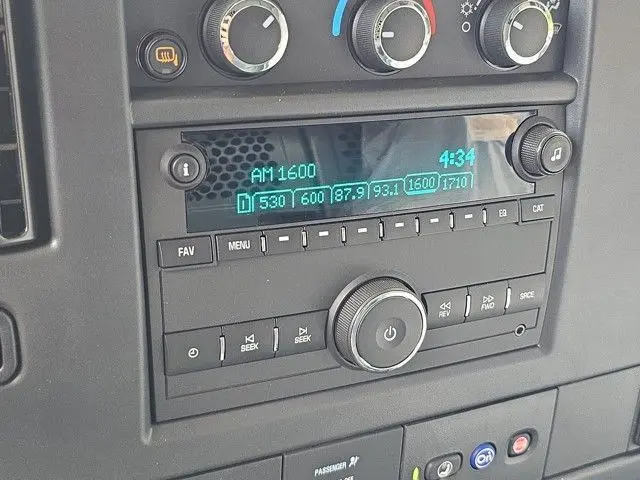 AM 1600
4:34
1 530 600 87.9 93.1 1600 1710
FAV
MENU
EQ
CAT
SEEK
SEEK
REV
FWD
SRCE
PASSENGER
OFF
On